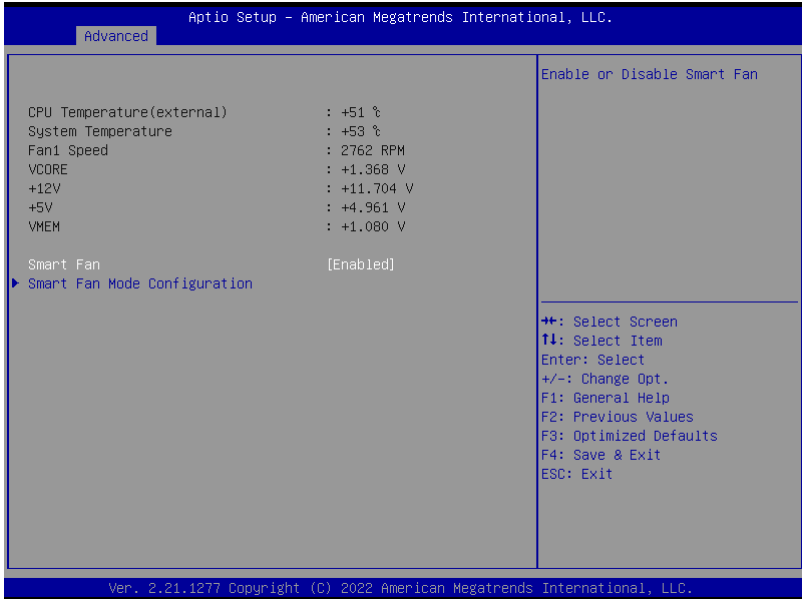 Aptio Setup – American Megatrends International, LLC.
Advanced
CPU Temperature(external) : +51 ℃
System Temperature : +53 ℃
Fan1 Speed : 2762 RPM
VCORE : +1.368 V
+12V : +11.704 V
+5V : +4.961 V
VMEM : +1.080 V
Smart Fan [Enabled]
Smart Fan Mode Configuration
Enable or Disable Smart Fan
→←: Select Screen
↑↓: Select Item
Enter: Select
+/-: Change Opt.
F1: General Help
F2: Previous Values
F3: Optimized Defaults
F4: Save & Exit
ESC: Exit
Ver. 2.21.1277 Copyright (C) 2022 American Megatrends International, LLC.